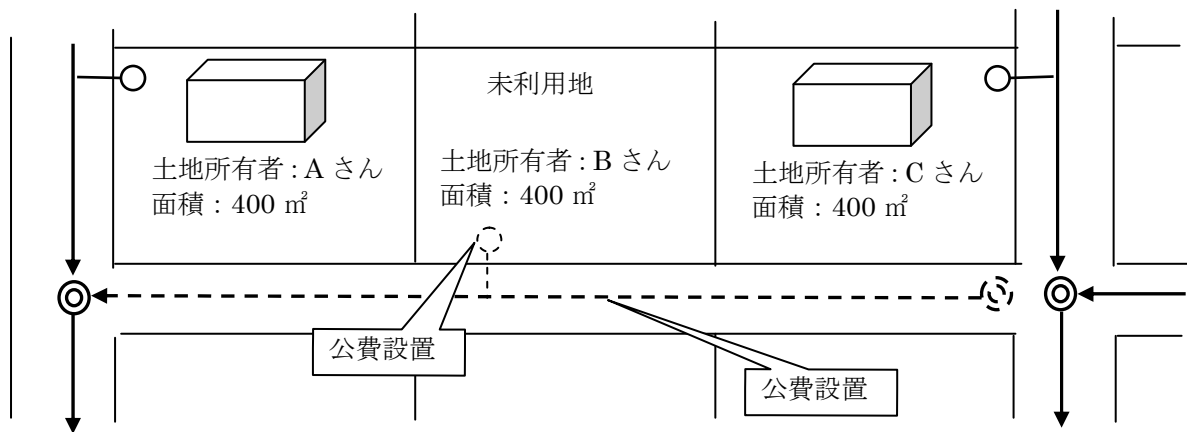 未利用地
土地所有者:A さん
面積：400 ㎡
土地所有者:B さん
面積：400 ㎡
土地所有者:C さん
面積：400 ㎡
公費設置
公費設置